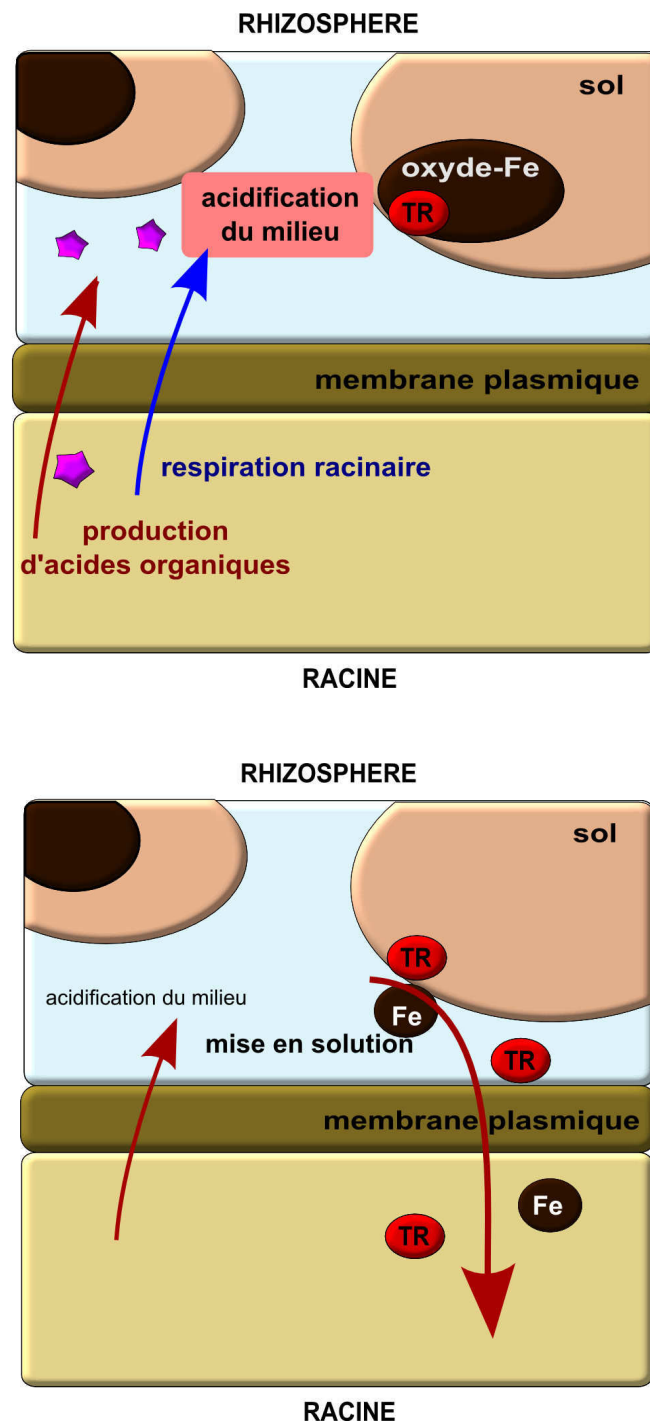 RHIZOSPHERE
sol
oxyde-Fe
TR
acidification
du milieu
membrane plasmique
respiration racinaire
production
d'acides organiques
RACINE
RHIZOSPHERE
sol
TR
acidification du milieu
Fe
mise en solution
TR
membrane plasmique
Fe
TR
RACINE